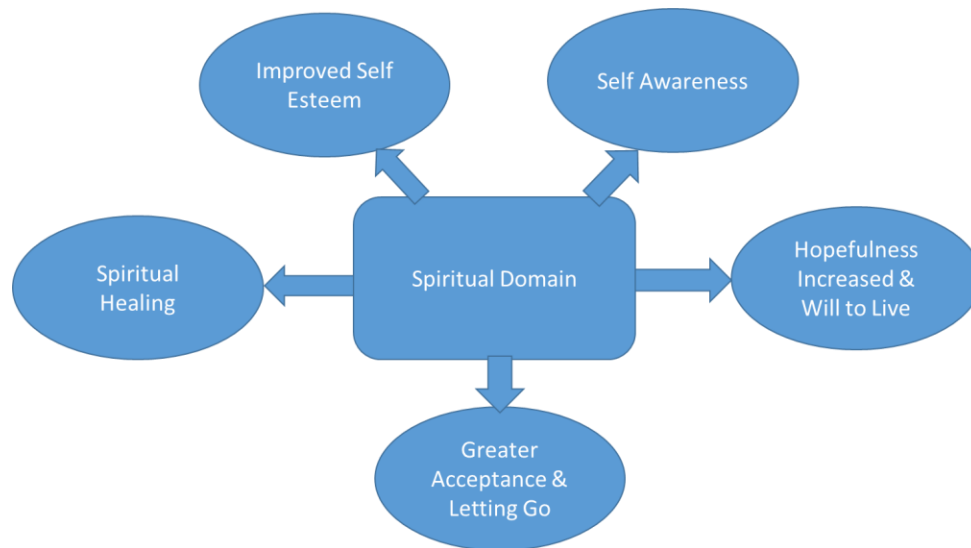 Improved Self
Esteem
Self Awareness
Spiritual
Healing
Spiritual Domain
Hopefulness
Increased &
Will to Live
Greater
Acceptance &
Letting Go